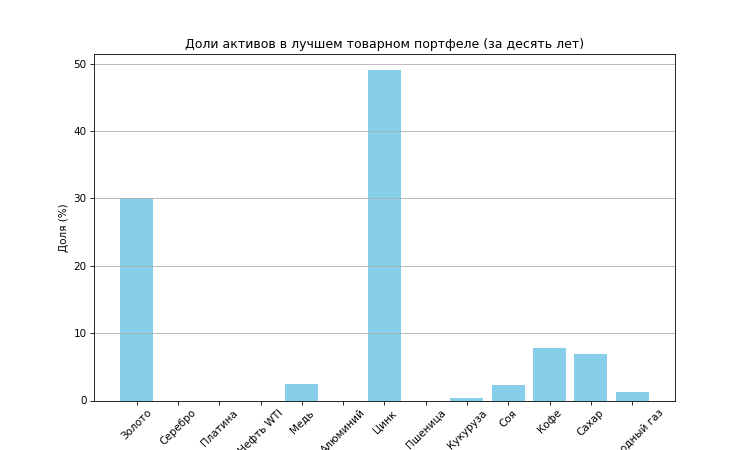 Доли активов в лучшем товарном портфеле (за десять лет)
Доля (%)
50
40
30
20
10
0
Золото
Серебро
Платина
Нефть WTI
Медь
Алюминий
Цинк
Пшеница
Кукуруза
Соя
Кофе
Сахар
газ